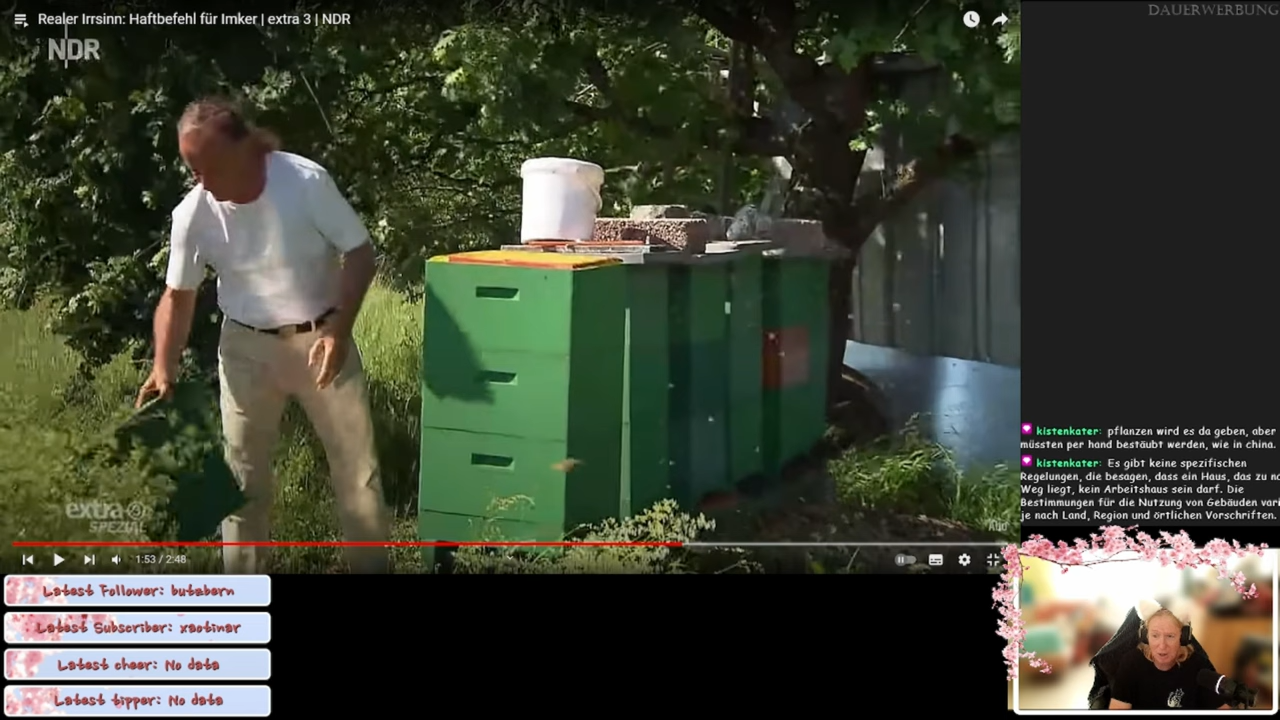 Realer Irrsinn: Haftbefehl für Imker | extra 3 | NDR
DAUERWERBUNG
NDR
kistenkater: pflanzen wird es da geben, aber
müssten per hand bestäubt werden, wie in china.
kistenkater: Es gibt keine spezifischen
Regelungen, die besagen, dass ein Haus, das zu
Weg liegt, kein Arbeitshaus sein darf. Die
Bestimmungen für die Nutzung von Gebäuden
je nach Land, Region und örtlichen Vorschriften.
extra 3
SPEZIAL
1:53 / 2:48
Latest Follower: butzbern
Latest Subscriber: xaotinar
Latest cheer: No data
Latest tipper: No data